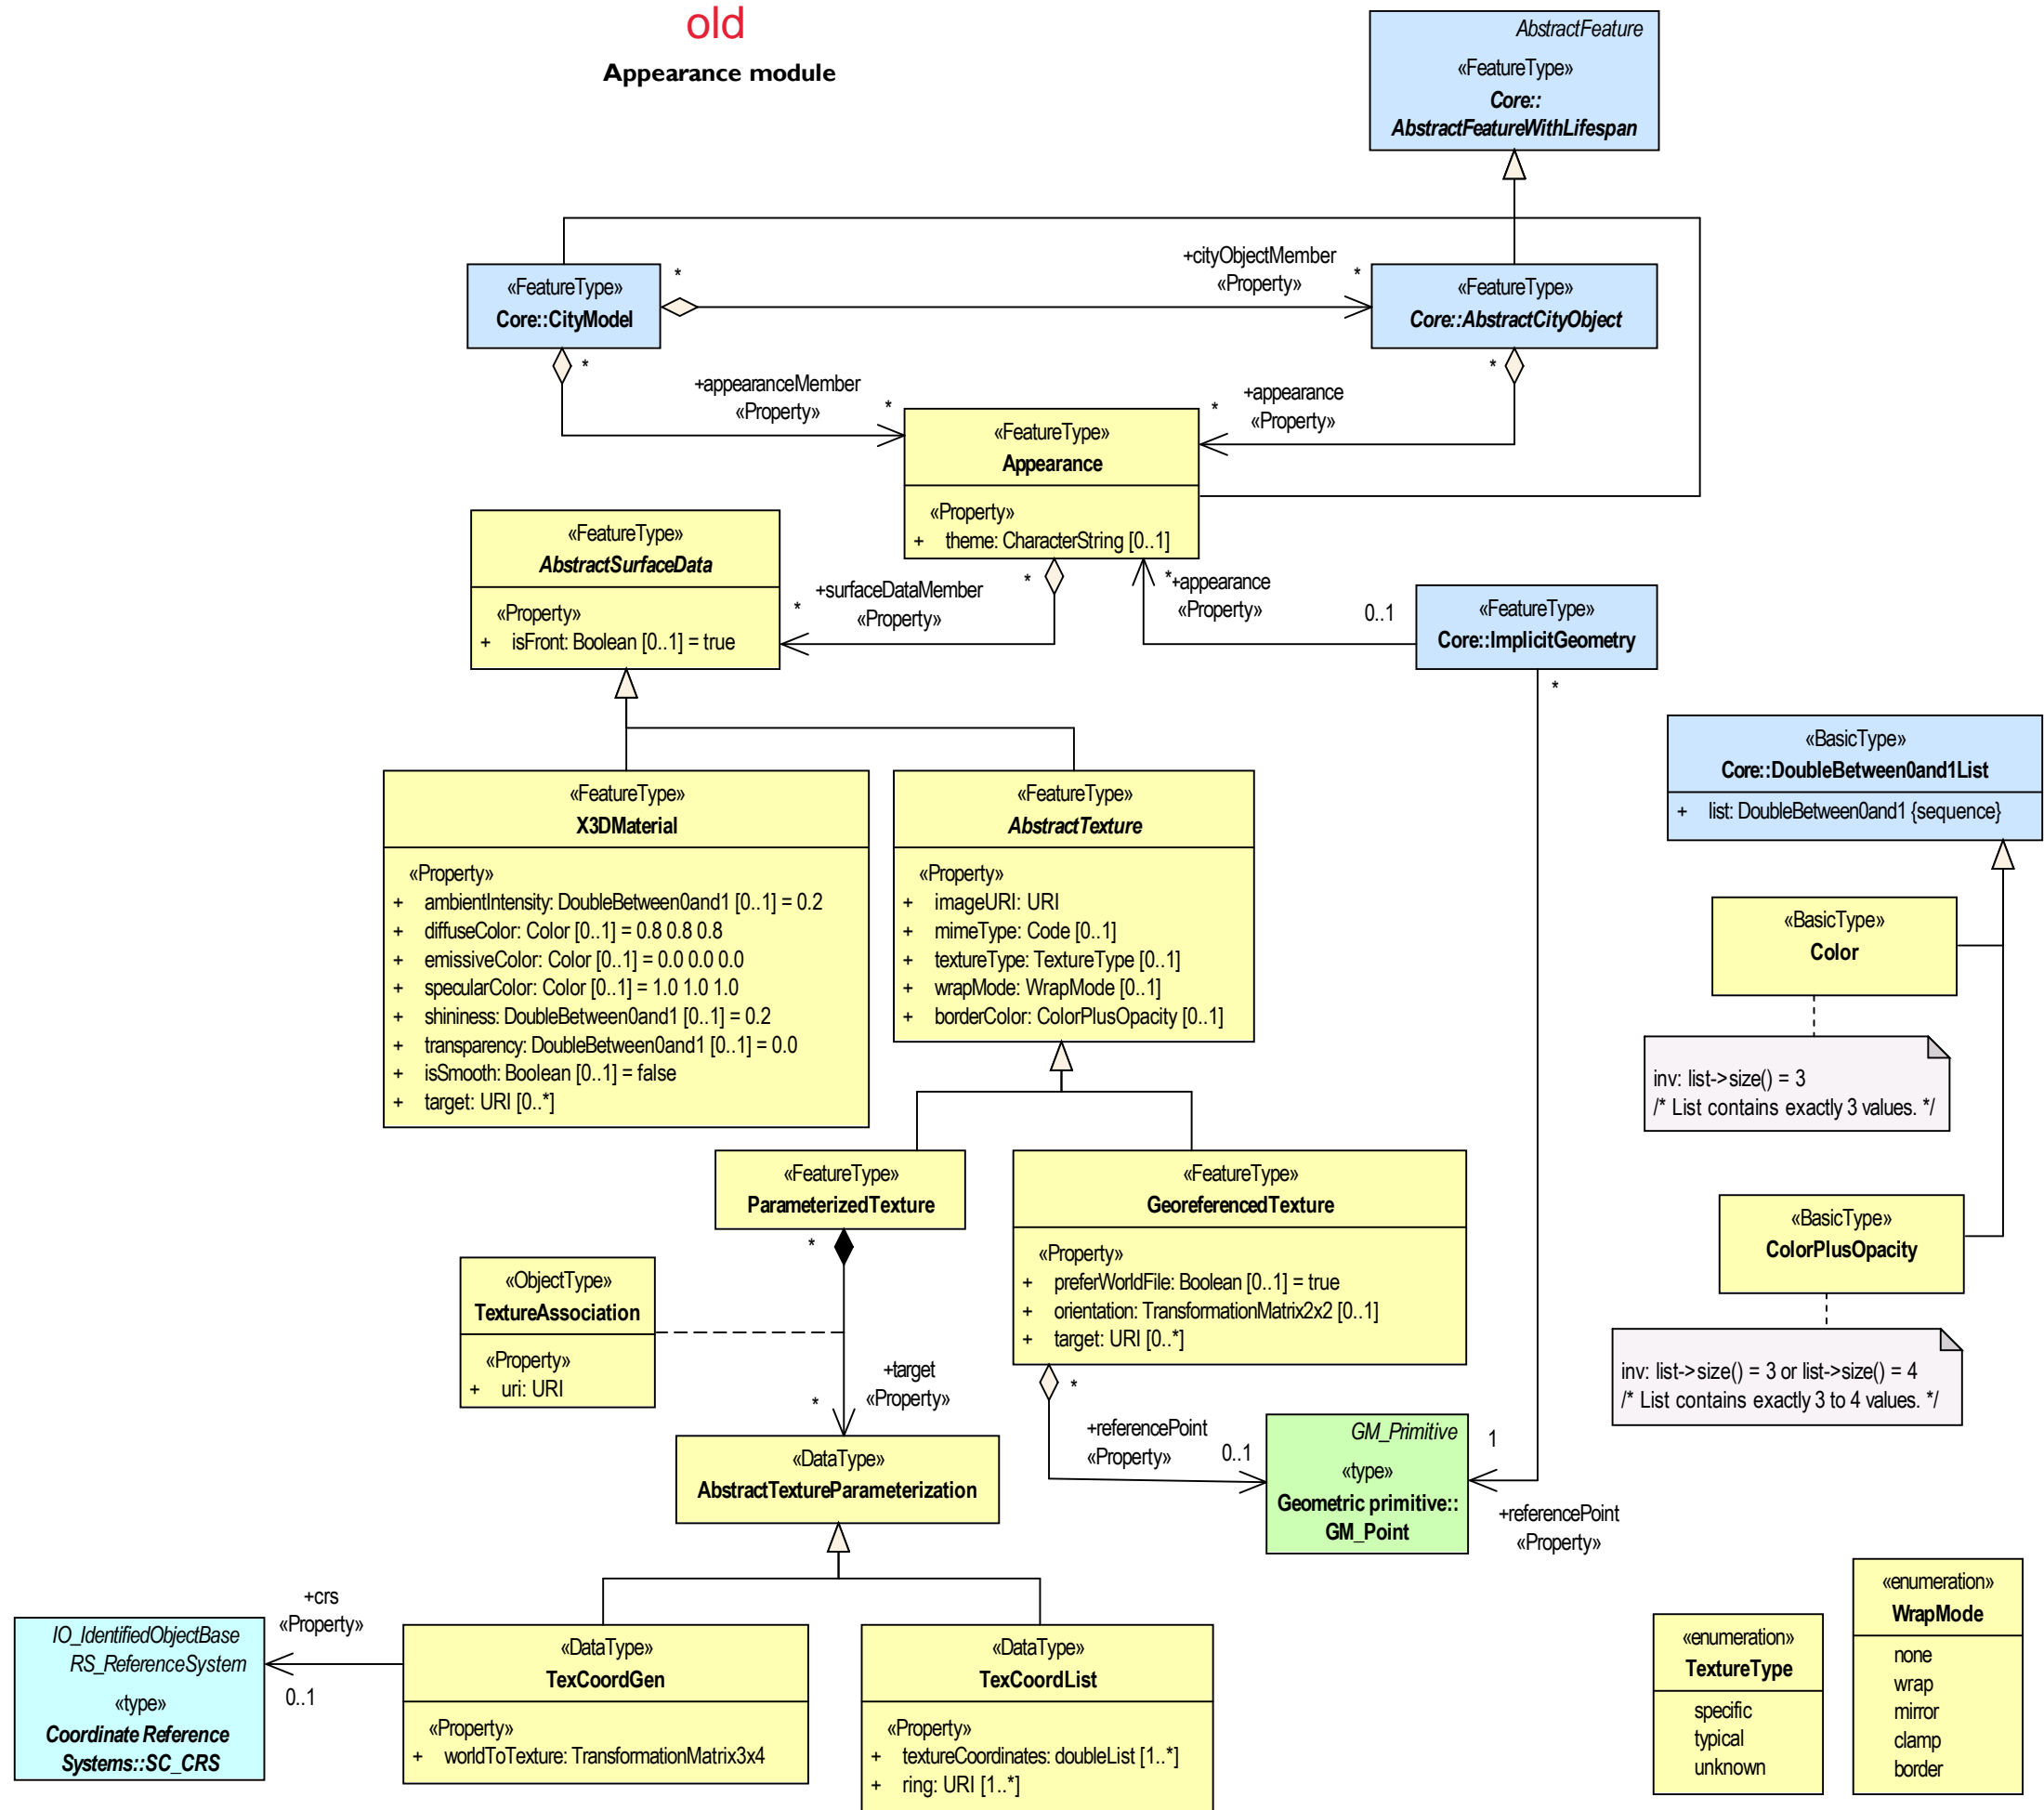 old
Appearance module
AbstractFeature
«FeatureType»
Core::
AbstractFeatureWithLifespan
«FeatureType»
Core::CityModel
*
+cityObjectMember
«Property»
*
«FeatureType»
Core::AbstractCityObject
*
+appearanceMember
«Property»
*
*
+appearance
«Property»
*
«FeatureType»
Appearance
«Property»
+ theme: CharacterString [0..1]
«FeatureType»
AbstractSurfaceData
«Property»
+ isFront: Boolean [0..1] = true
+surfaceDataMember
«Property»
*
*
*
+appearance
«Property»
0..1
«FeatureType»
Core::ImplicitGeometry
*
«BasicType»
Core::DoubleBetween0and1List
+ list: DoubleBetween0and1 {sequence}
«FeatureType»
X3DMaterial
«Property»
+ ambientIntensity: DoubleBetween0and1 [0..1] = 0.2
+ diffuseColor: Color [0..1] = 0.8 0.8 0.8
+ emissiveColor: Color [0..1] = 0.0 0.0 0.0
+ specularColor: Color [0..1] = 1.0 1.0 1.0
+ shininess: DoubleBetween0and1 [0..1] = 0.2
+ transparency: DoubleBetween0and1 [0..1] = 0.0
+ isSmooth: Boolean [0..1] = false
+ target: URI [0..*]
«FeatureType»
AbstractTexture
«Property»
+ imageURI: URI
+ mimeType: Code [0..1]
+ textureType: TextureType [0..1]
+ wrapMode: WrapMode [0..1]
+ borderColor: ColorPlusOpacity [0..1]
«BasicType»
Color
inv: list->size() = 3
/* List contains exactly 3 values. */
«FeatureType»
ParameterizedTexture
*
«FeatureType»
GeoreferencedTexture
«Property»
+ preferWorldFile: Boolean [0..1] = true
+ orientation: TransformationMatrix2x2 [0..1]
+ target: URI [0..*]
«BasicType»
ColorPlusOpacity
inv: list->size() = 3 or list->size() = 4
/* List contains exactly 3 to 4 values. */
«ObjectType»
TextureAssociation
«Property»
+ uri: URI
+target
«Property»
*
*
+referencePoint
«Property»
0..1
GM_Primitive
«type»
Geometric primitive::
GM_Point
1
+referencePoint
«Property»
«DataType»
AbstractTextureParameterization
+crs
«Property»
0..1
IO_IdentifiedObjectBase
RS_ReferenceSystem
«type»
Coordinate Reference
Systems::SC_CRS
«DataType»
TexCoordGen
«Property»
+ worldToTexture: TransformationMatrix3x4
«DataType»
TexCoordList
«Property»
+ textureCoordinates: doubleList [1..*]
+ ring: URI [1..*]
«enumeration»
TextureType
specific
typical
unknown
«enumeration»
WrapMode
none
wrap
mirror
clamp
border